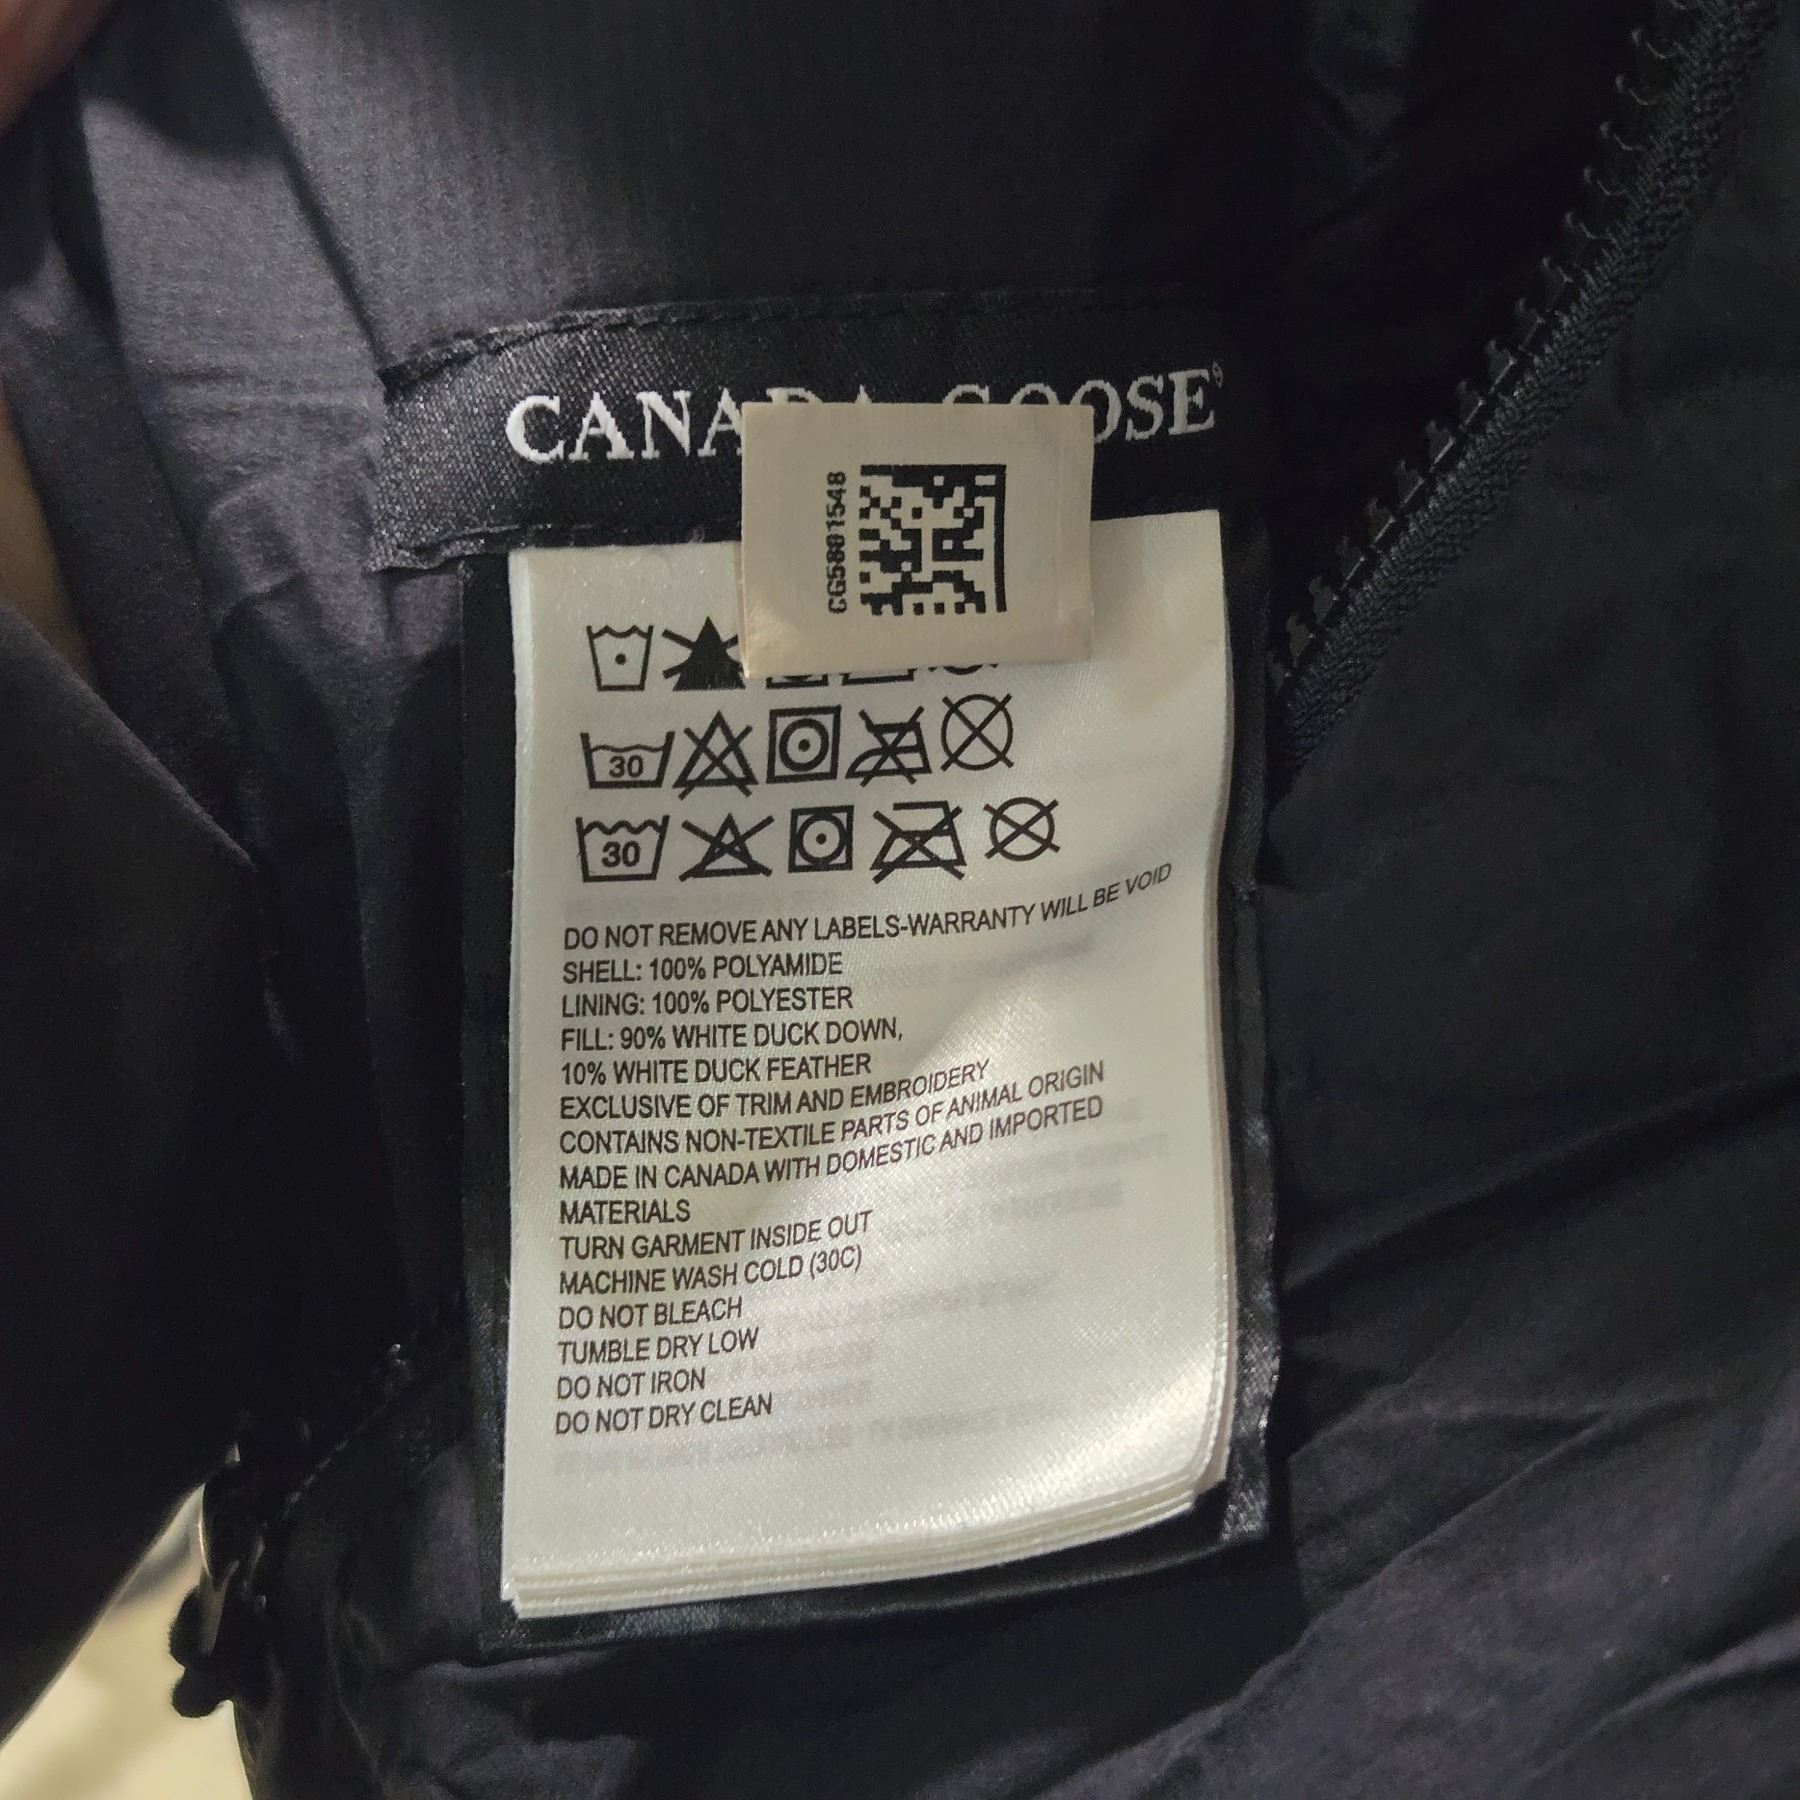 CANADA GOOSE
CG5881548
30
30
DO NOT REMOVE ANY LABELS-WARRANTY WILL BE VOID
SHELL: 100% POLYAMIDE
LINING: 100% POLYESTER
FILL: 90% WHITE DUCK DOWN,
10% WHITE DUCK FEATHER
EXCLUSIVE OF TRIM AND EMBROIDERY
CONTAINS NON-TEXTILE PARTS OF ANIMAL ORIGIN
MADE IN CANADA WITH DOMESTIC AND IMPORTED
MATERIALS
TURN GARMENT INSIDE OUT
MACHINE WASH COLD (30C)
DO NOT BLEACH
TUMBLE DRY LOW
DO NOT IRON
DO NOT DRY CLEAN